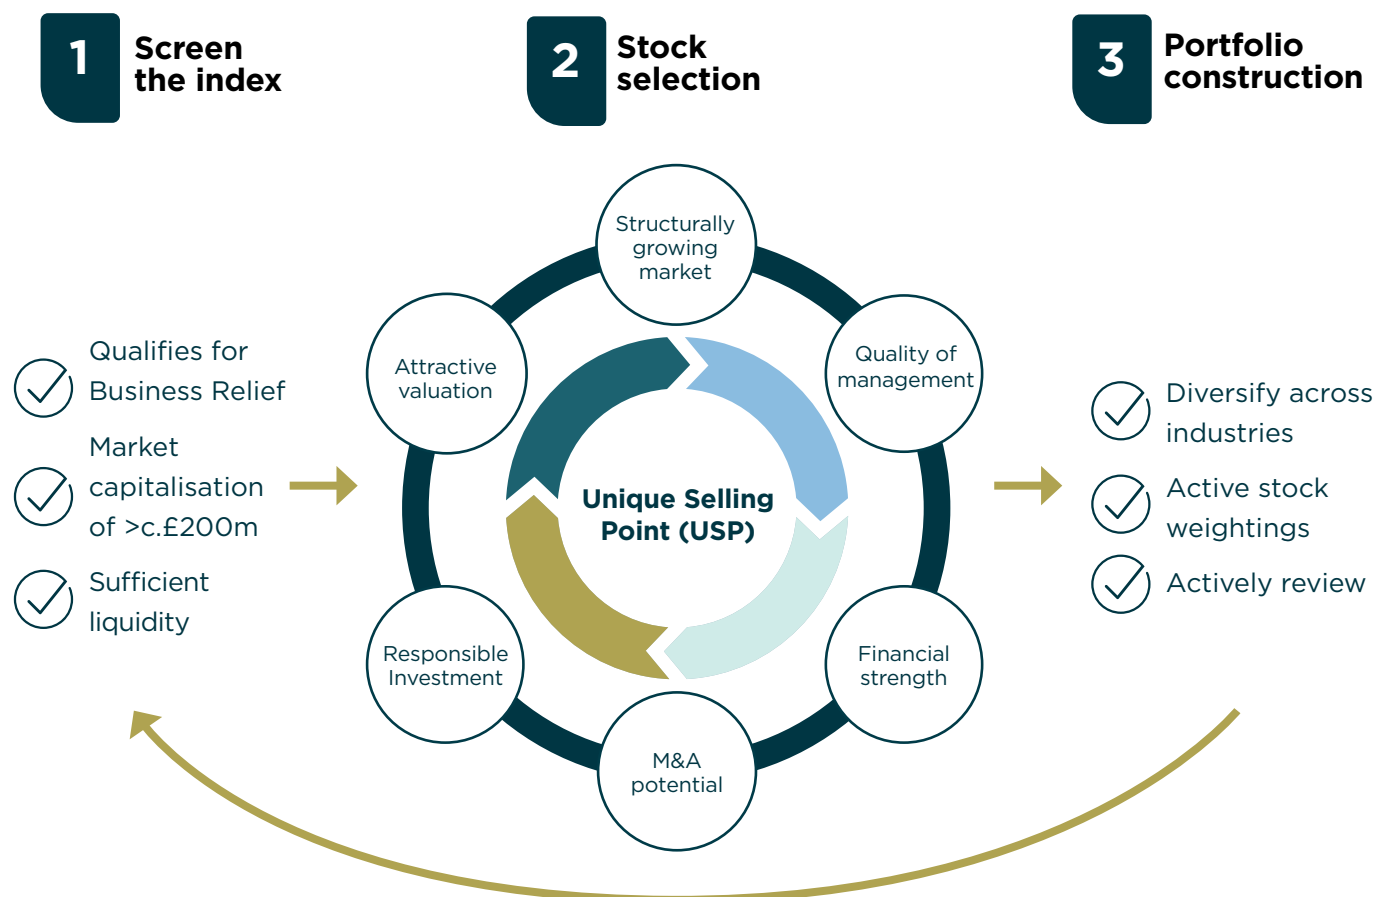 1
Screen
the index
2
Stock
selection
3
Portfolio
construction
Qualifies for
Business Relief
Market
capitalisation
of >c.£200m
Sufficient
liquidity
Structurally
growing
market
Quality of
management
Financial
strength
M&A
potential
Responsible
Investment
Attractive
valuation
Unique Selling
Point (USP)
Diversify across
industries
Active stock
weightings
Actively review